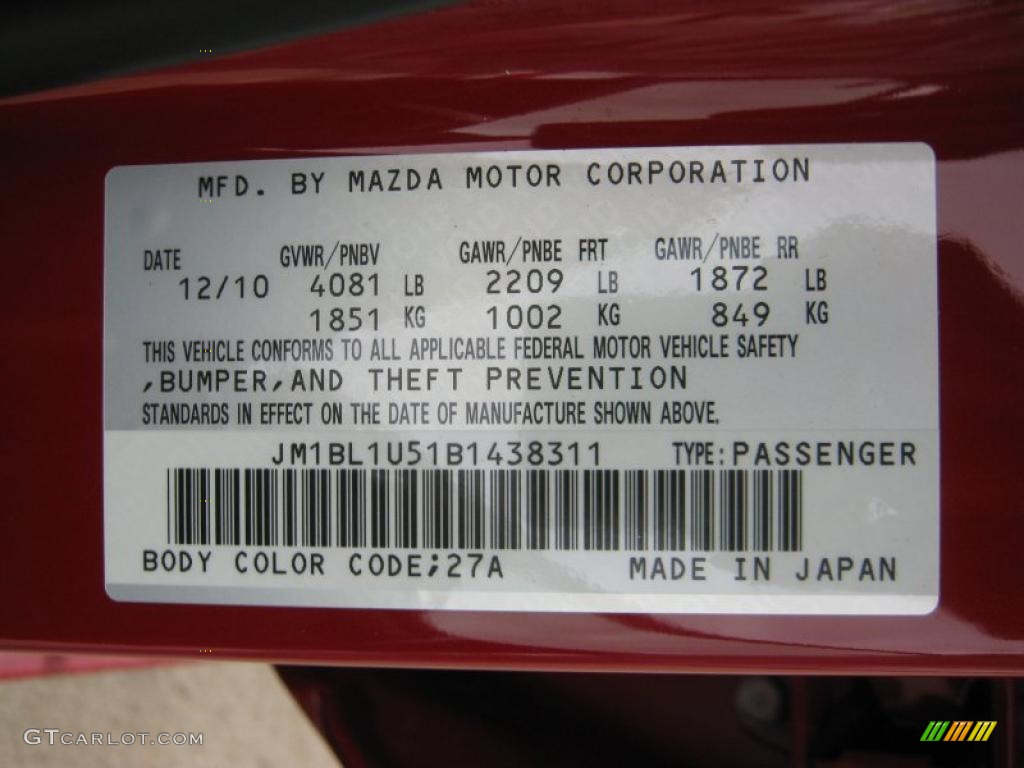 MFD. BY MAZDA MOTOR CORPORATION
DATE GVWR/PNBV GAWR/PNBE FRT GAWR/PNBE RR
12/10 4081 LB 2209 LB 1872 LB
1851 KG 1002 KG 849 KG
THIS VEHICLE CONFORMS TO ALL APPLICABLE FEDERAL MOTOR VEHICLE SAFETY
,BUMPER,AND THEFT PREVENTION
STANDARDS IN EFFECT ON THE DATE OF MANUFACTURE SHOWN ABOVE.
JM1BL1U51B1438311 TYPE:PASSENGER
BODY COLOR CODE;27A MADE IN JAPAN
GTCARLOT.COM